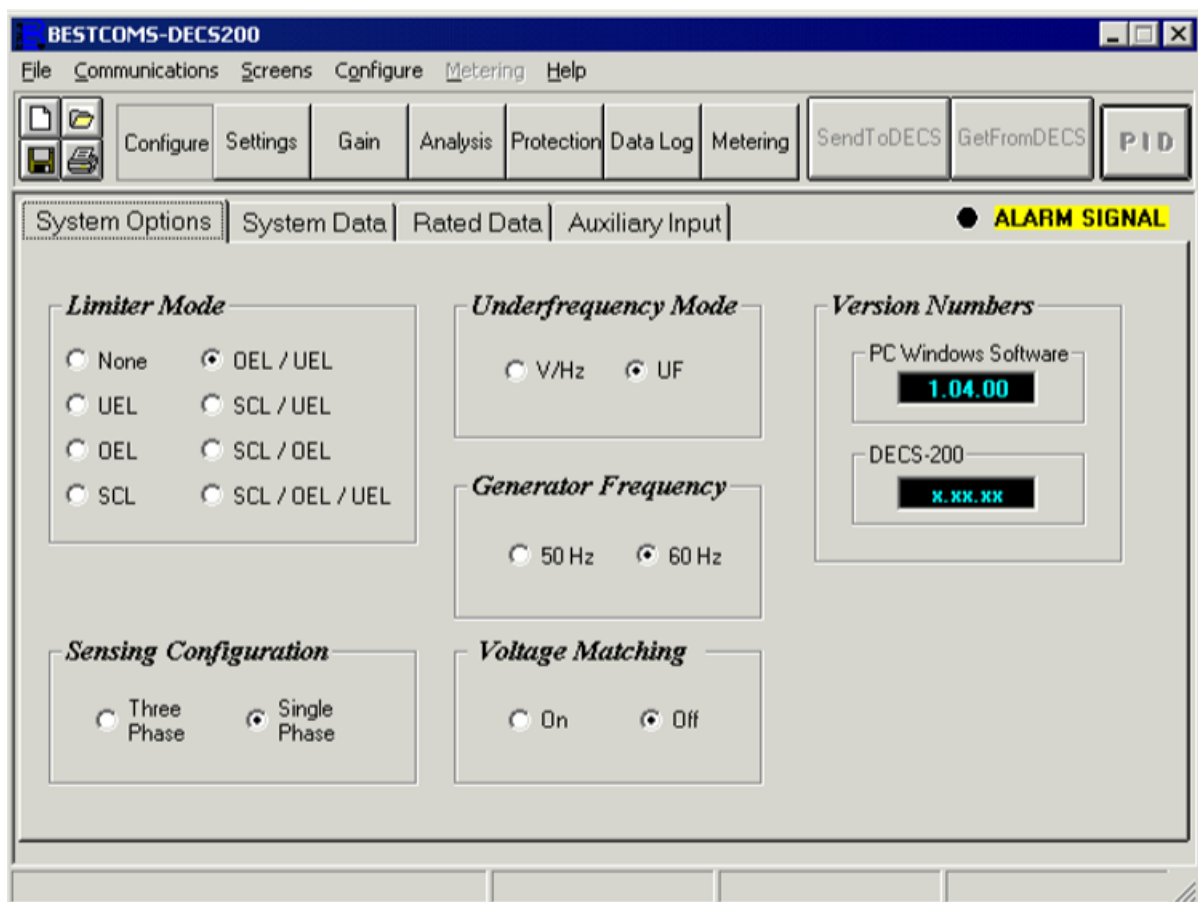 BESTCOMS-DECS200
File Communications Screens Configure Metering Help
Configure Settings Gain Analysis Protection Data Log Metering SendToDECS GetFromDECS PID
System Options System Data Rated Data Auxiliary Input ALARM SIGNAL
Limiter Mode
None OEL / UEL
UEL SCL / UEL
OEL SCL / OEL
SCL SCL / OEL / UEL
Underfrequency Mode
V/Hz UF
Generator Frequency
50 Hz 60 Hz
Version Numbers
PC Windows Software
1.04.00
DECS-200
x.xx.xx
Sensing Configuration
Three Phase Single Phase
Voltage Matching
On Off